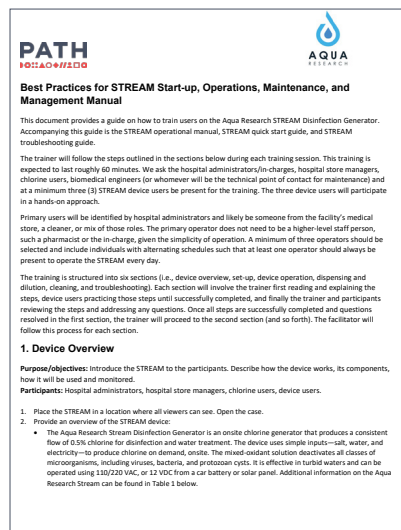 PATH
AQUA
RESEARCH
Best Practices for STREAM Start-up, Operations, Maintenance, and
Management Manual
This document provides a guide on how to train users on the Aqua Research STREAM Disinfection Generator.
Accompanying this guide is the STREAM operational manual, STREAM quick start guide, and STREAM
troubleshooting guide.
The trainer will follow the steps outlined in the sections below during each training session. This training is
expected to last roughly 60 minutes. We ask the hospital administrators/in-charges, hospital store managers,
chlorine users, biomedical engineers (or whomever will be the technical point of contact for maintenance) and
at a minimum three (3) STREAM device users be present for the training. The three device users will participate
in a hands-on approach.
Primary users will be identified by hospital administrators and likely be someone from the facility's medical
store, a cleaner, or mix of those roles. The primary operator does not need to be a higher-level staff person,
such a pharmacist or the in-charge, given the simplicity of operation. A minimum of three operators should be
selected and include individuals with alternating schedules such that at least one operator should always be
present to operate the STREAM every day.
The training is structured into six sections (i.e., device overview, set-up, device operation, dispensing and
dilution, cleaning, and troubleshooting). Each section will involve the trainer first reading and explaining the
steps, device users practicing those steps until successfully completed, and finally the trainer and participants
reviewing the steps and addressing any questions. Once all steps are successfully completed and questions
resolved in the first section, the trainer will proceed to the second section (and so forth). The facilitator will
follow this process for each section.
1. Device Overview
Purpose/objectives: Introduce the STREAM to the participants. Describe how the device works, its components,
how it will be used and monitored.
Participants: Hospital administrators, hospital store managers, chlorine users, device users.
1. Place the STREAM in a location where all viewers can see. Open the case.
2. Provide an overview of the STREAM device:
• The Aqua Research Stream Disinfection Generator is an onsite chlorine generator that produces a consistent
flow of 0.5% chlorine for disinfection and water treatment. The device uses simple inputs—salt, water, and
electricity—to produce chlorine on demand, onsite. The mixed-oxidant solution deactivates all classes of
microorganisms, including viruses, bacteria, and protozoan cysts. It is effective in turbid waters and can be
operated using 110/220 VAC, or 12 VDC from a car battery or solar panel. Additional information on the Aqua
Research Stream can be found in Table 1 below.